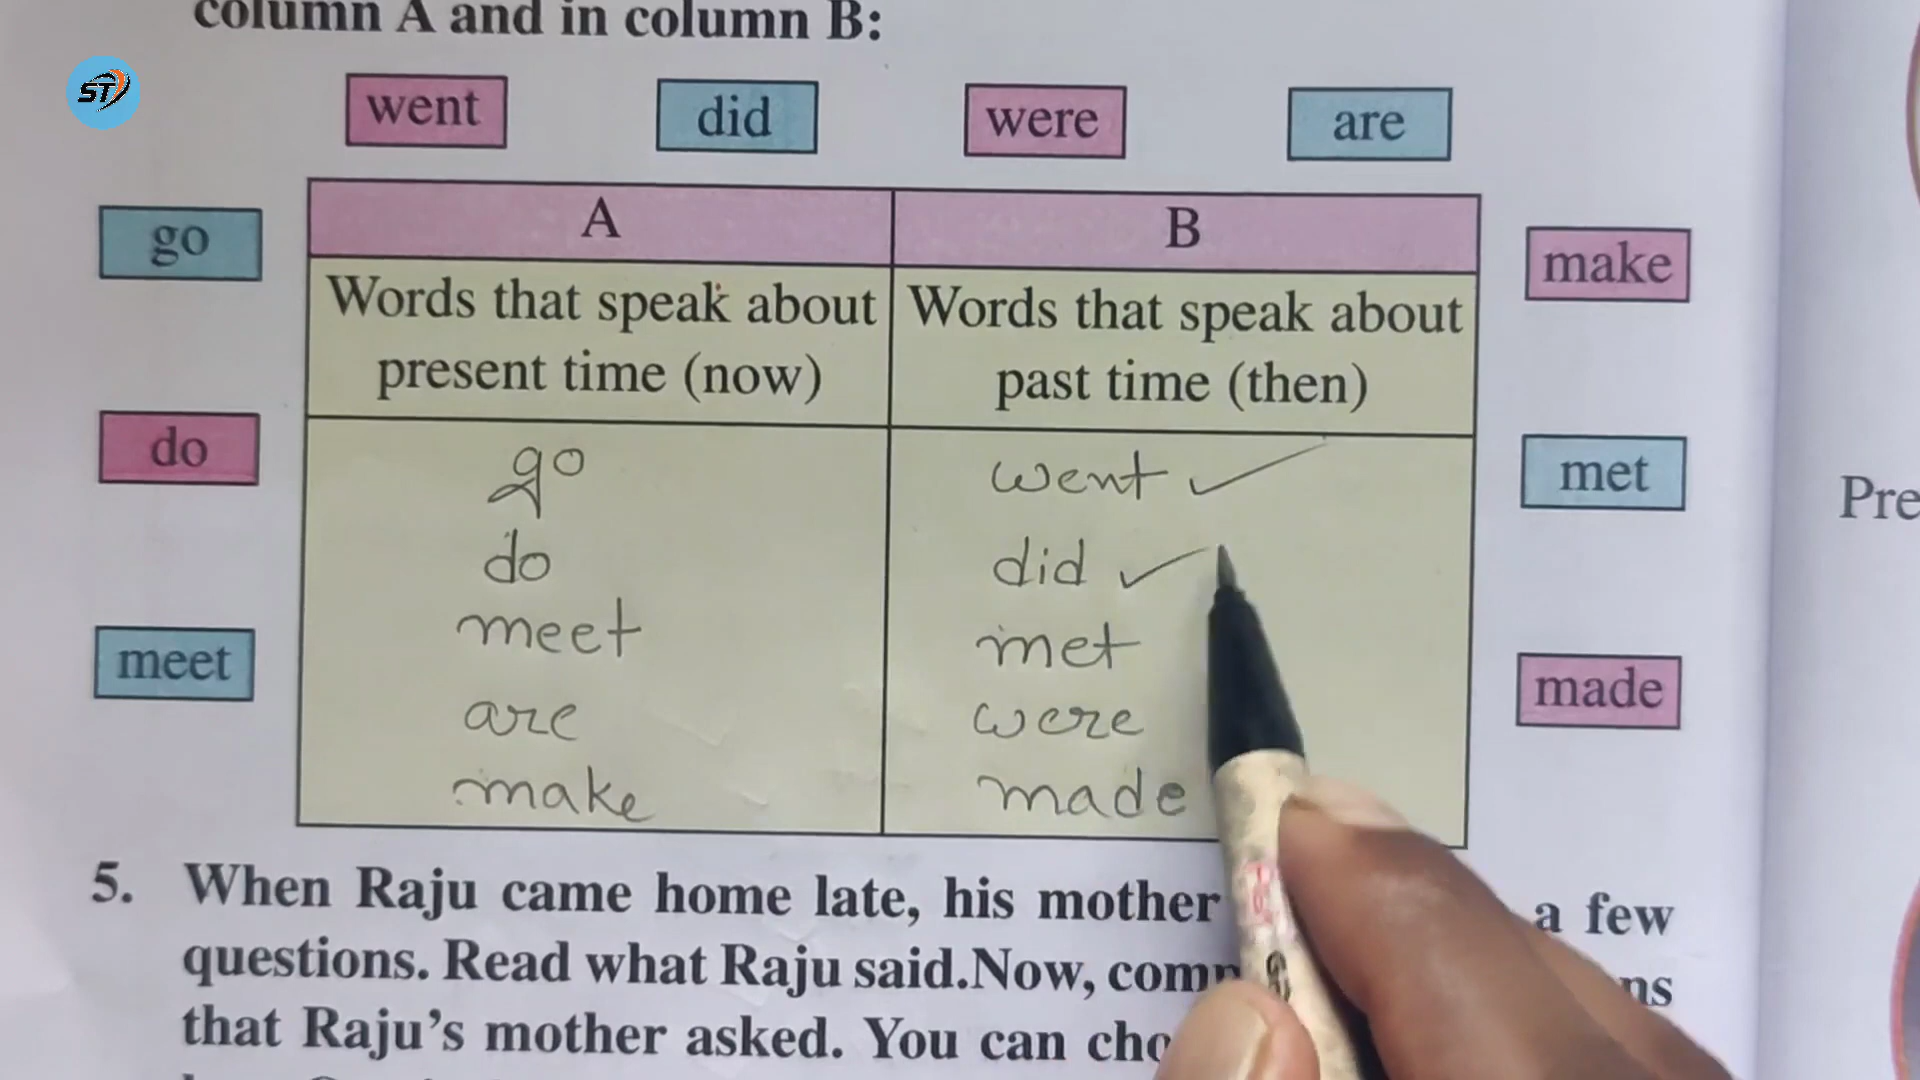 column A and in column B:
ST
went did were are
go
A B
make
Words that speak about present time (now)
Words that speak about past time (then)
do
met
meet
made
go went
do did
meet met
are were
make made
Pre
5. When Raju came home late, his mother a few
questions. Read what Raju said.Now,
that Raju's mother asked. You can